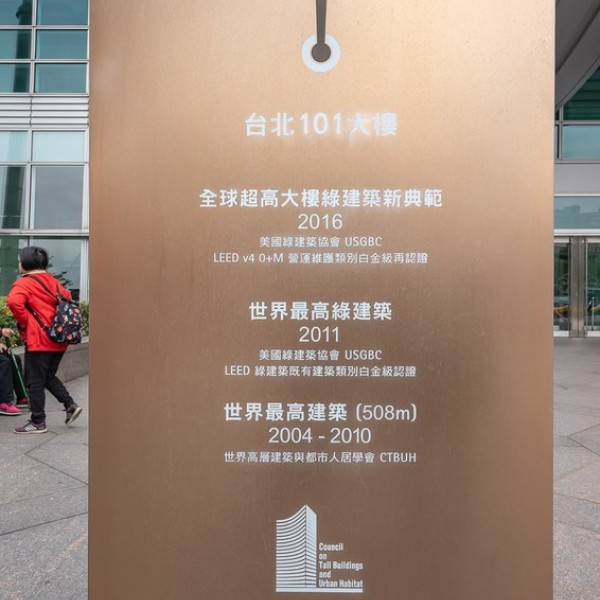 台北101大樓
全球超高大樓綠建築新典範
2016
美國綠建築協會 USGBC
LEED v4 O+M 營運維護類別白金級再認證
世界最高綠建築
2011
美國綠建築協會 USGBC
LEED 綠建築既有建築類別白金級認證
世界最高建築 (508m)
2004 - 2010
世界高層建築與都市人居學會 CTBUH
Council
on
Tall Buildings
and
Urban Habitat